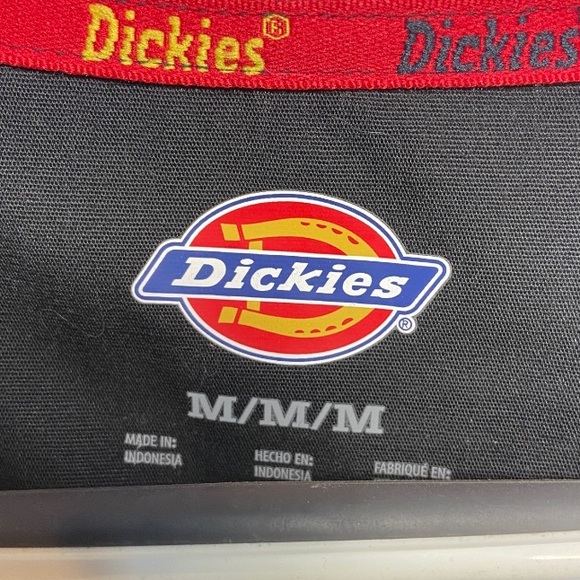 Dickies Dickies
Dickies ®
M/M/M
MADE IN: HECHO EN: FABRIQUÉ EN:
INDONESIA INDONESIA